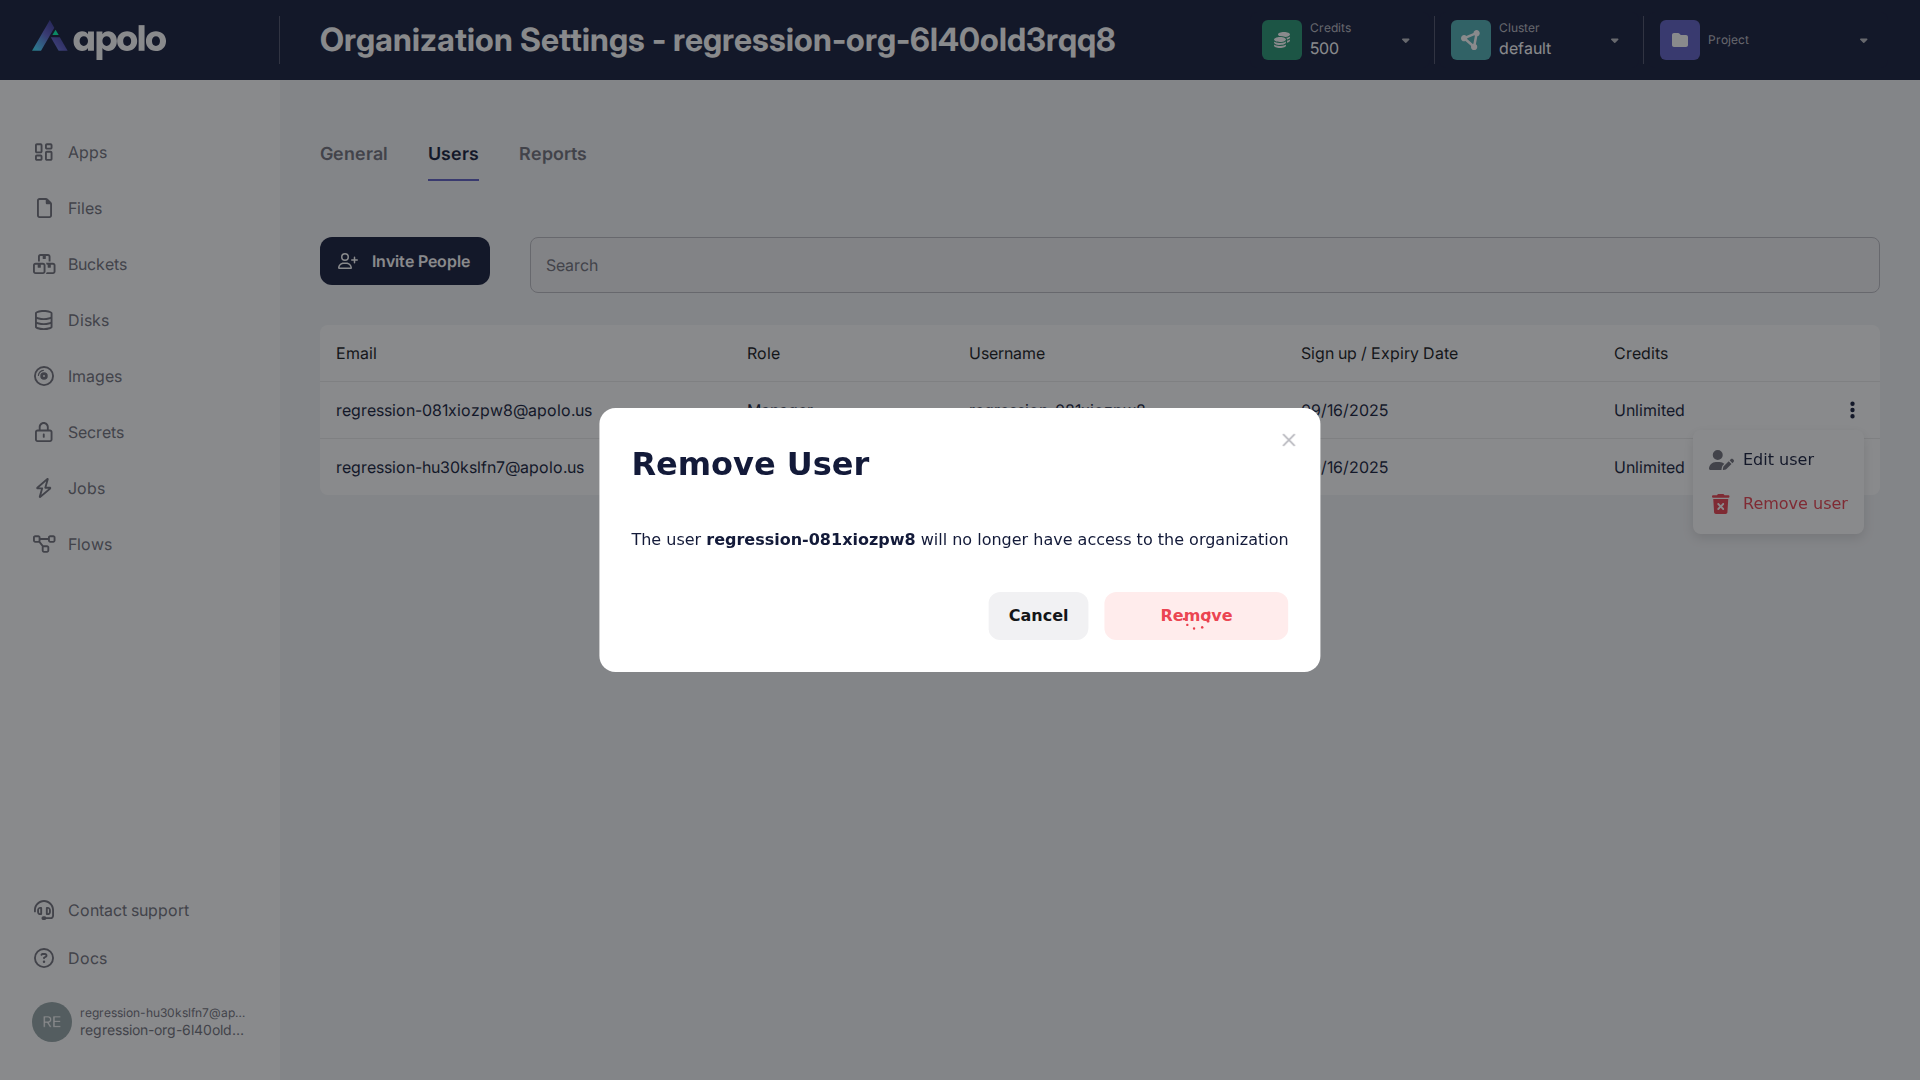 apolo
Organization Settings - regression-org-6l40old3rqq8
Credits
500
Cluster
default
Project
Apps
Files
Buckets
Disks
Images
Secrets
Jobs
Flows
Contact support
Docs
RE
regression-hu30kslfn7@ap...
regression-org-6l40old...
General Users Reports
Invite People
Search
Email Role Username Sign up / Expiry Date Credits
regression-081xiozpw8@apolo.us Manager regression-081xiozpw8 09/16/2025 Unlimited
regression-hu30kslfn7@apolo.us /16/2025 Unlimited
Edit user
Remove user
Remove User
The user regression-081xiozpw8 will no longer have access to the organization
Cancel
Remove